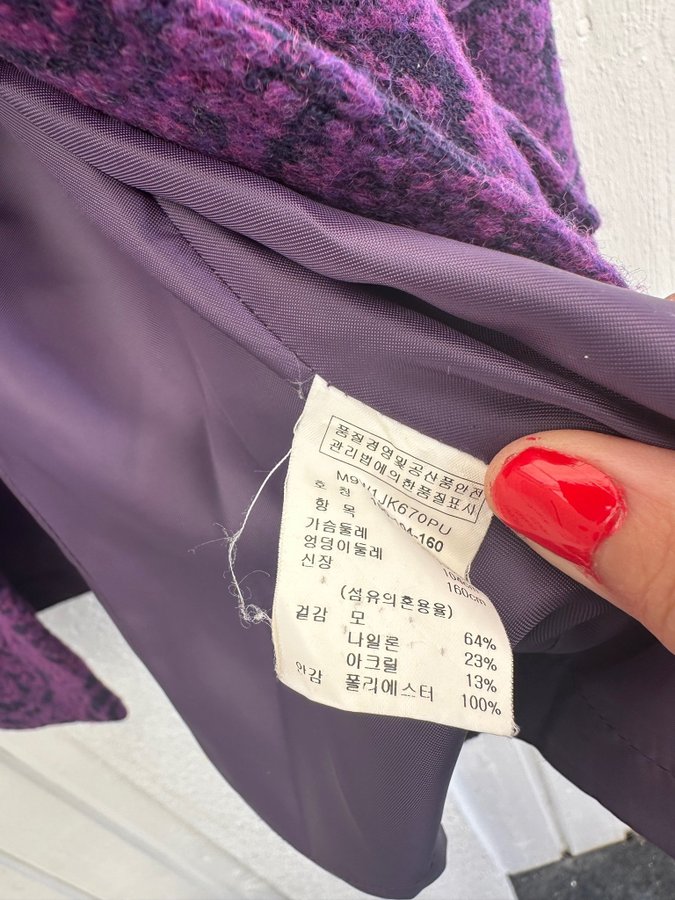 품질경영및공산품안전
관리법에의한품질표시
M9W1JK670PU
호칭 -160
항목
가슴둘레
엉덩이둘레
신장 160cm
(섬유의혼용율)
겉감 모 64%
나일론 23%
아크릴 13%
안감 폴리에스터 100%